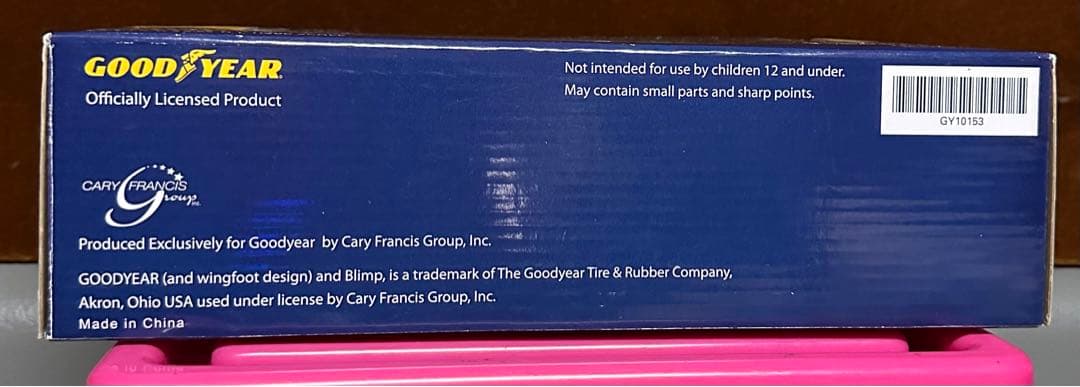 GOODYEAR
Officially Licensed Product
Not intended for use by children 12 and under.
May contain small parts and sharp points.
GY10153
CARY FRANCIS
Group Inc.
Produced Exclusively for Goodyear by Cary Francis Group, Inc.
GOODYEAR (and wingfoot design) and Blimp, is a trademark of The Goodyear Tire & Rubber Company,
Akron, Ohio USA used under license by Cary Francis Group, Inc.
Made in China